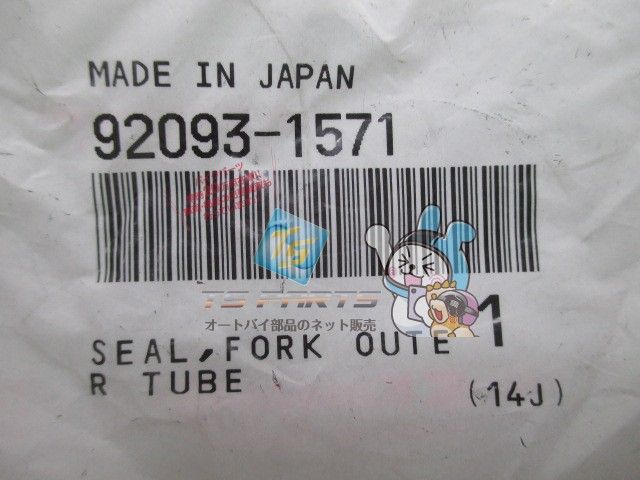 MADE IN JAPAN
92093-1571
TS
TS PARTS
オートバイ部品のネット販売
SEAL,FORK OUTE 1
R TUBE (14J)